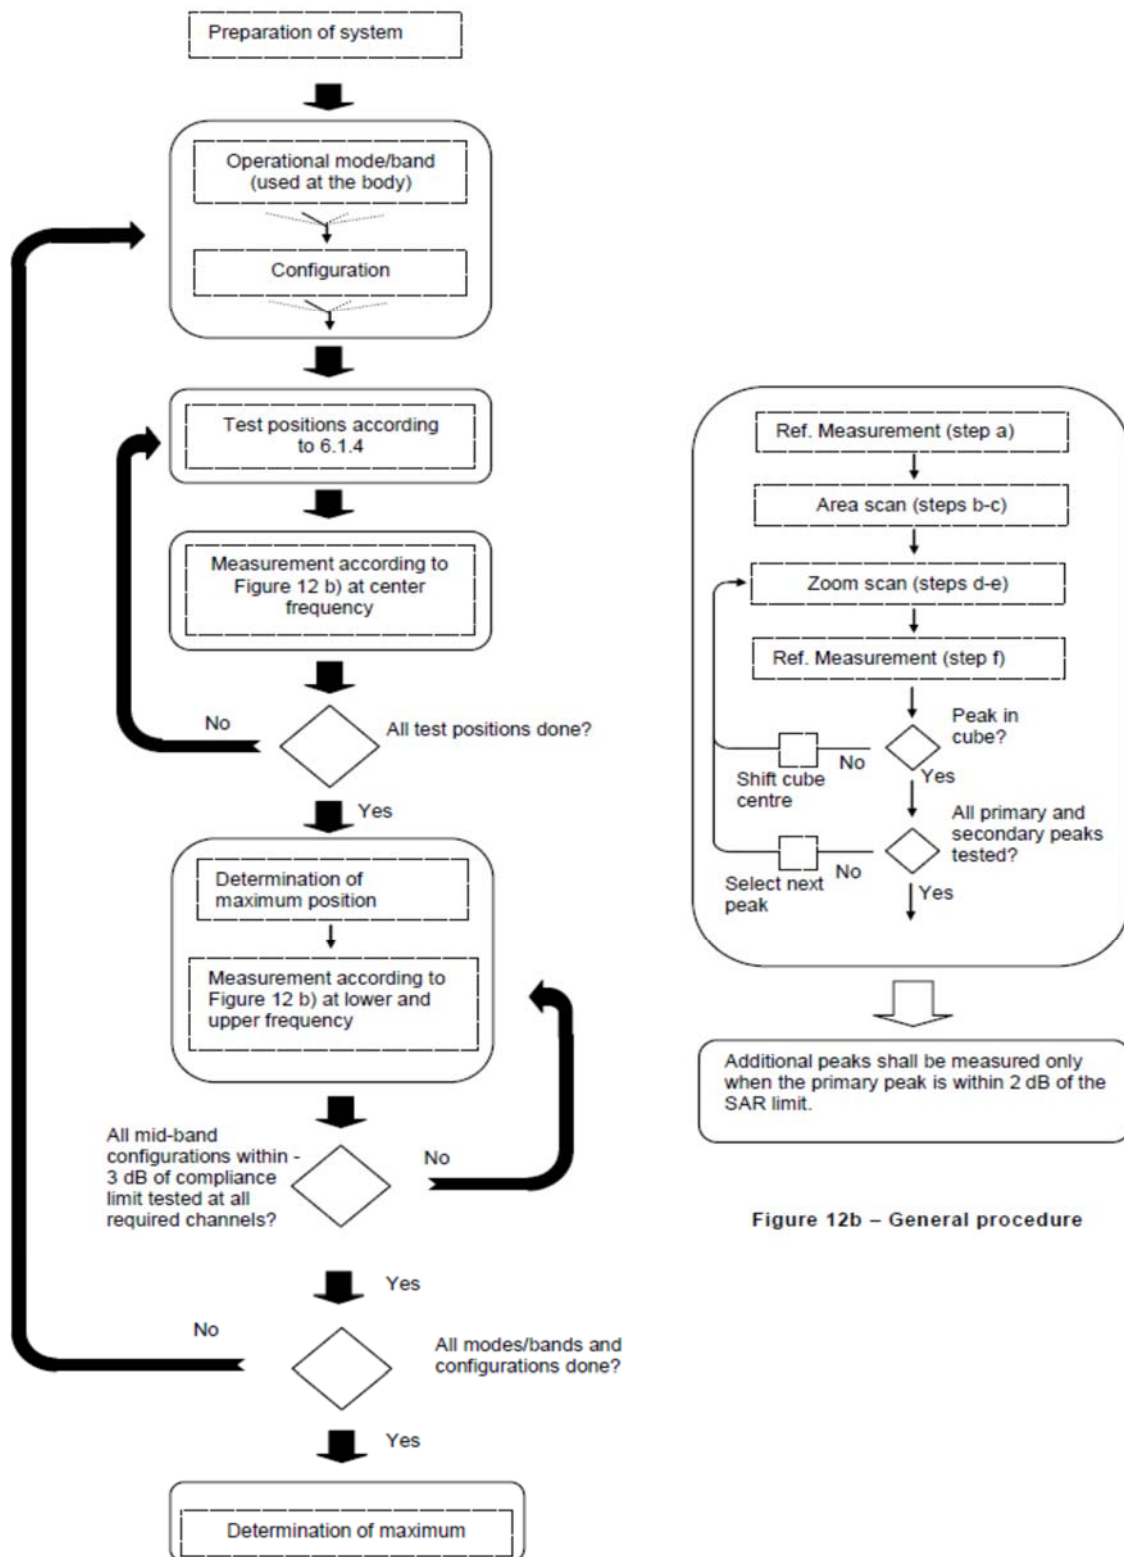 Preparation of system
Operational mode/band
(used at the body)
Configuration
Test positions according
to 6.1.4
Measurement according to
Figure 12 b) at center
frequency
No
All test positions done?
Yes
Determination of
maximum position
Measurement according to
Figure 12 b) at lower and
upper frequency
All mid-band
configurations within -
3 dB of compliance
limit tested at all
required channels?
No
Yes
No
All modes/bands and
configurations done?
Yes
Determination of maximum
Ref. Measurement (step a)
Area scan (steps b-c)
Zoom scan (steps d-e)
Ref. Measurement (step f)
Peak in
cube?
No
Shift cube
centre
Yes
All primary and
secondary peaks
tested?
No
Select next
peak
Yes
Additional peaks shall be measured only
when the primary peak is within 2 dB of the
SAR limit.
Figure 12b – General procedure